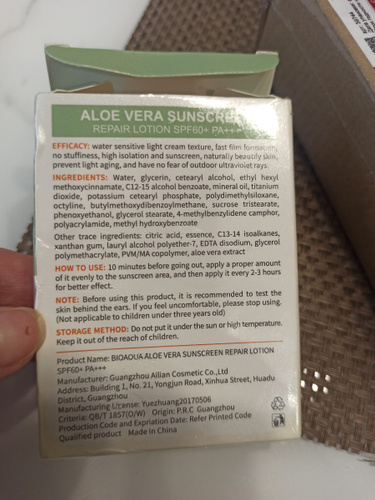 ALOE VERA SUNSCREEN
REPAIR LOTION SPF60+ PA+++
EFFICACY: water sensitive light cream texture, fast film formation,
no stuffiness, high isolation and sunscreen, naturally beautify skin,
prevent light aging, and have no fear of outdoor ultraviolet rays.
INGREDIENTS: Water, glycerin, cetearyl alcohol, ethyl hexyl
methoxycinnamate, C12-15 alcohol benzoate, mineral oil, titanium
dioxide, potassium cetearyl phosphate, polydimethylsiloxane,
octyline, butylmethoxydibenzoylmethane, sucrose tristearate,
phenoxyethanol, glycerol stearate, 4-methylbenzylidene camphor,
polyacrylamide, methyl hydroxybenzoate
Other trace ingredients: citric acid, essence, C13-14 isoalkanes,
xanthan gum, lauryl alcohol polyether-7, EDTA disodium, glycerol
polymethacrylate, PVM/MA copolymer, aloe vera extract
HOW TO USE: 10 minutes before going out, apply a proper amount
of it evenly to the sunscreen area, and then apply it every 2-3 hours
for better effect.
NOTE: Before using this product, it is recommended to test the
skin behind the ears. If you feel uncomfortable, please stop using.
(Not applicable to children under three years old)
STORAGE METHOD: Do not put it under the sun or high temperature.
Keep it out of the reach of children.
Product Name: BIOAOUA ALOE VERA SUNSCREEN REPAIR LOTION
SPF60+ PA+++
Manufacturer: Guangzhou Ailian Cosmetic Co.,Ltd
Address: Building 1, No. 21, Yongjun Road, Xinhua Street, Huadu
District, Guangzhou
Manufacturing License: Yuezhuang20170506
Criteria: QB/T 1857(O/W) Origin: P.R.C Guangzhou
Production Code and Expiration Date: Refer Printed Code
Qualified product Made In China